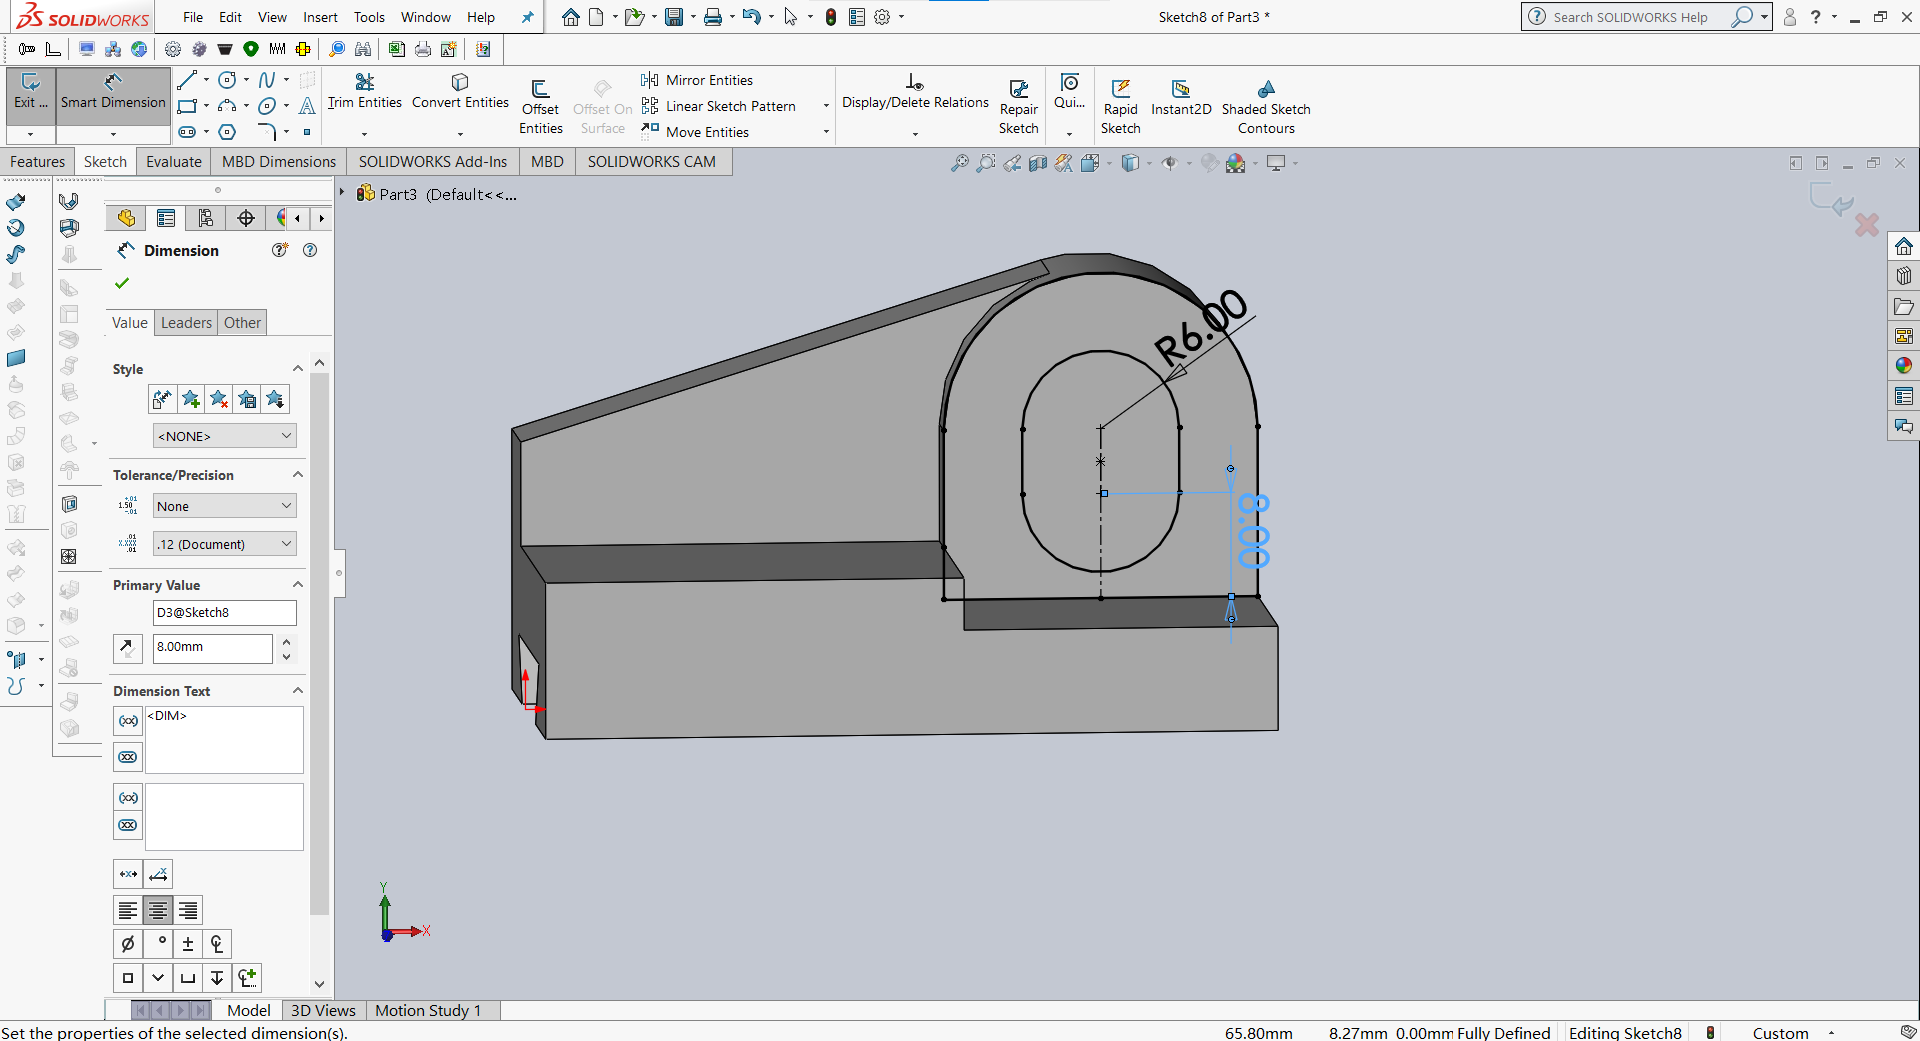 SOLIDWORKS
File Edit View Insert Tools Window Help
Sketch8 of Part3 *
Search SOLIDWORKS Help
Exit ...
Smart Dimension
Trim Entities
Convert Entities
Offset Entities
Offset On Surface
Mirror Entities
Linear Sketch Pattern
Move Entities
Display/Delete Relations
Repair Sketch
Qui...
Rapid Sketch
Instant2D
Shaded Sketch Contours
Features Sketch Evaluate MBD Dimensions SOLIDWORKS Add-Ins MBD SOLIDWORKS CAM
Part3 (Default<<...
Dimension
Value Leaders Other
Style
<NONE>
Tolerance/Precision
None
.12 (Document)
Primary Value
D3@Sketch8
8.00mm
Dimension Text
<DIM>
R6.00
8.00
Y
X
Model 3D Views Motion Study 1
Set the properties of the selected dimension(s).
65.80mm 8.27mm 0.00mm Fully Defined Editing Sketch8 Custom